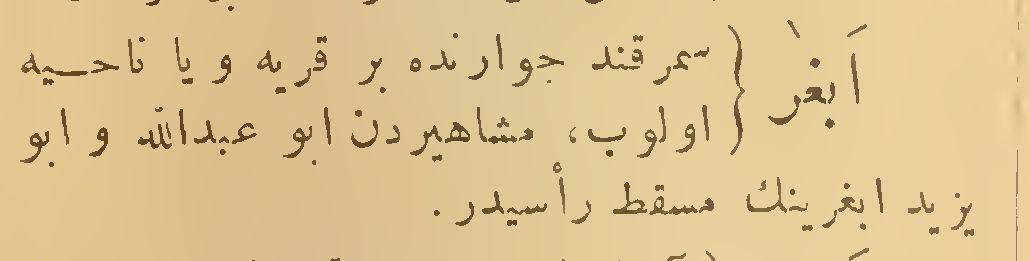 اَبغَر { سمرقند جوارنده بر قریه و یا ناحیه
اولوب، مشاهیردن ابو عبدالله و ابو
یزید ابغرینك مسقط رأسیدر.